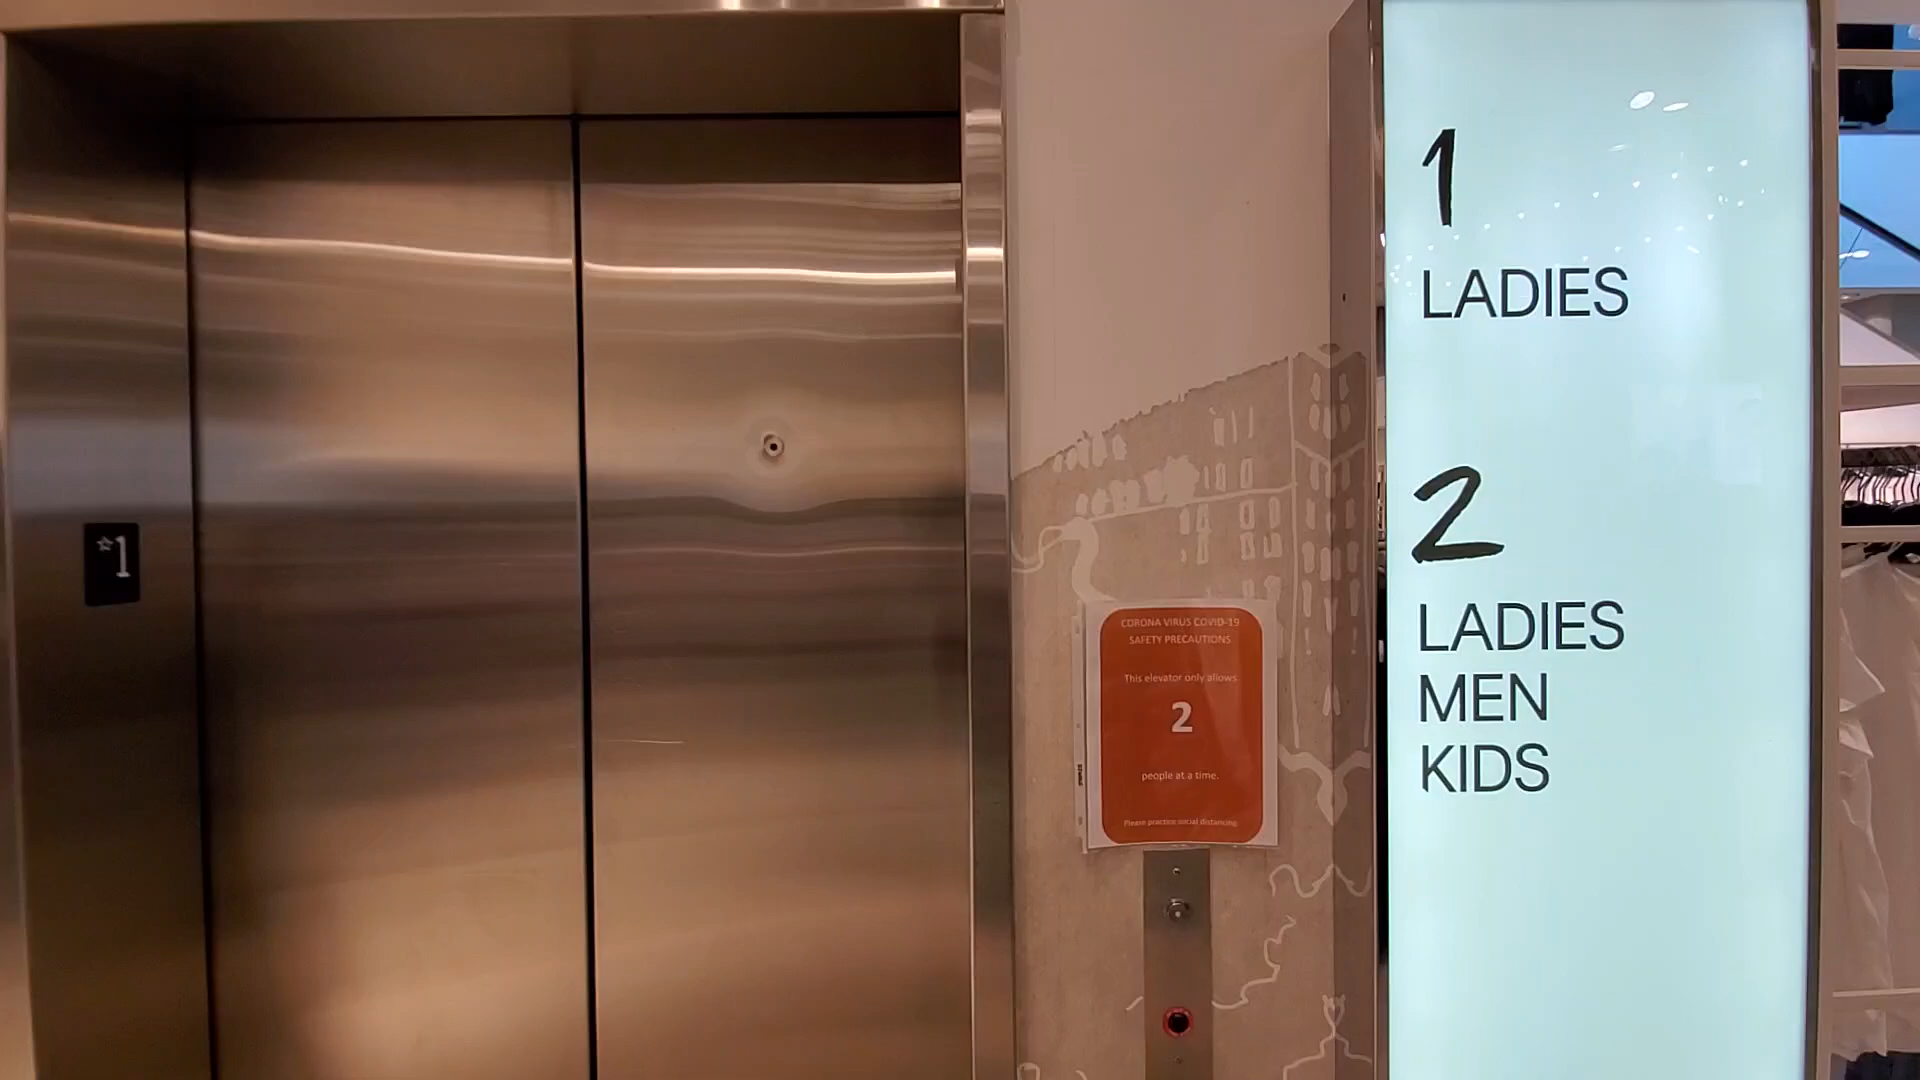 ☆1
CORONA VIRUS COVID-19
SAFETY PRECAUTIONS
This elevator only allows
2
people at a time.
Please practice social distancing.
1
LADIES
2
LADIES
MEN
KIDS